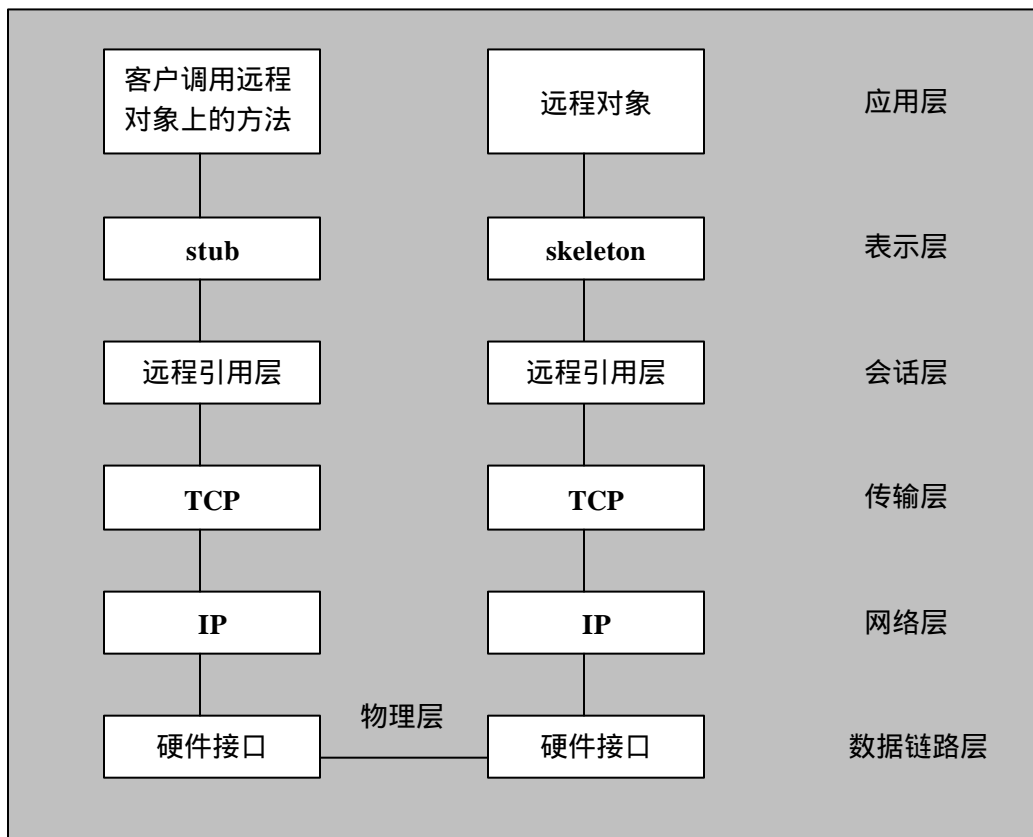 客户调用远程
对象上的方法
远程对象
应用层
stub
skeleton
表示层
远程引用层
远程引用层
会话层
TCP
TCP
传输层
IP
IP
网络层
物理层
硬件接口
硬件接口
数据链路层